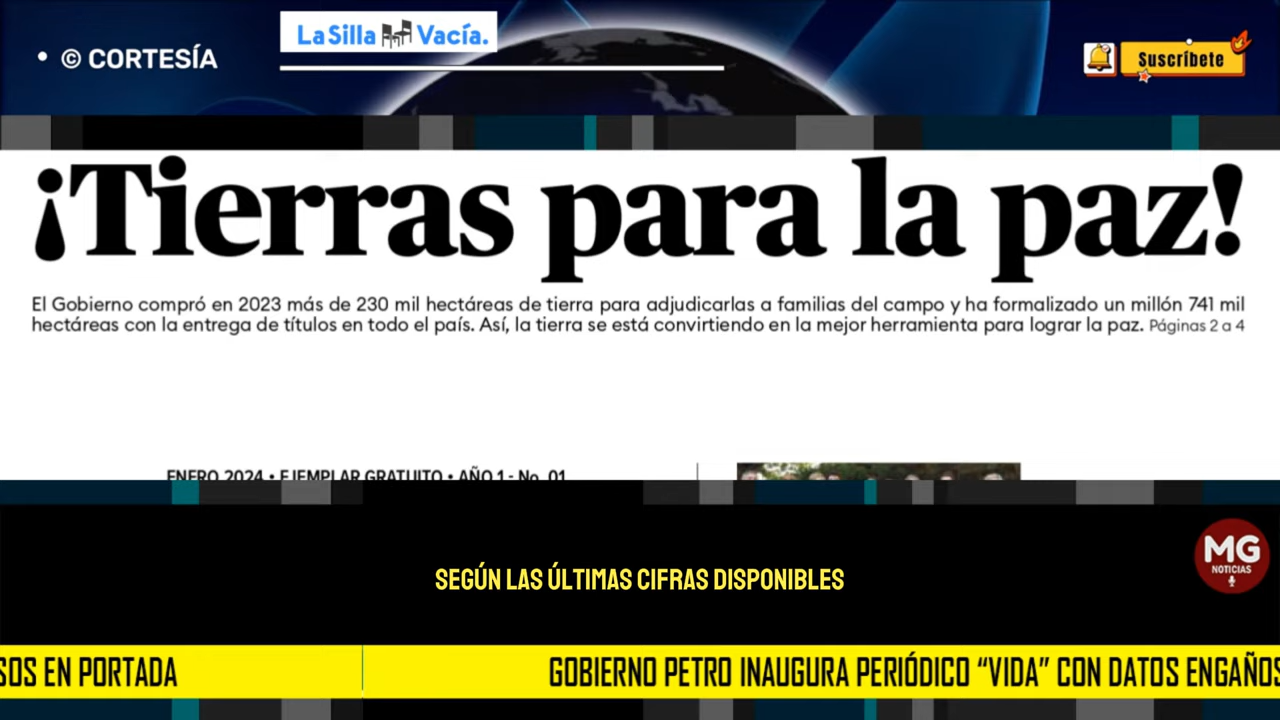 • © CORTESÍA
La Silla Vacía.
Suscríbete
¡Tierras para la paz!
El Gobierno compró en 2023 más de 230 mil hectáreas de tierra para adjudicarlas a familias del campo y ha formalizado un millón 741 mil
hectáreas con la entrega de títulos en todo el país. Así, la tierra se está convirtiendo en la mejor herramienta para lograr la paz. Páginas 2 a 4
ENERO 2024 • EJEMPLAR GRATUITO • AÑO 1 - No. 01
MG
NOTICIAS
SEGÚN LAS ÚLTIMAS CIFRAS DISPONIBLES
SOS EN PORTADA GOBIERNO PETRO INAUGURA PERIÓDICO “VIDA” CON DATOS ENGAÑOS